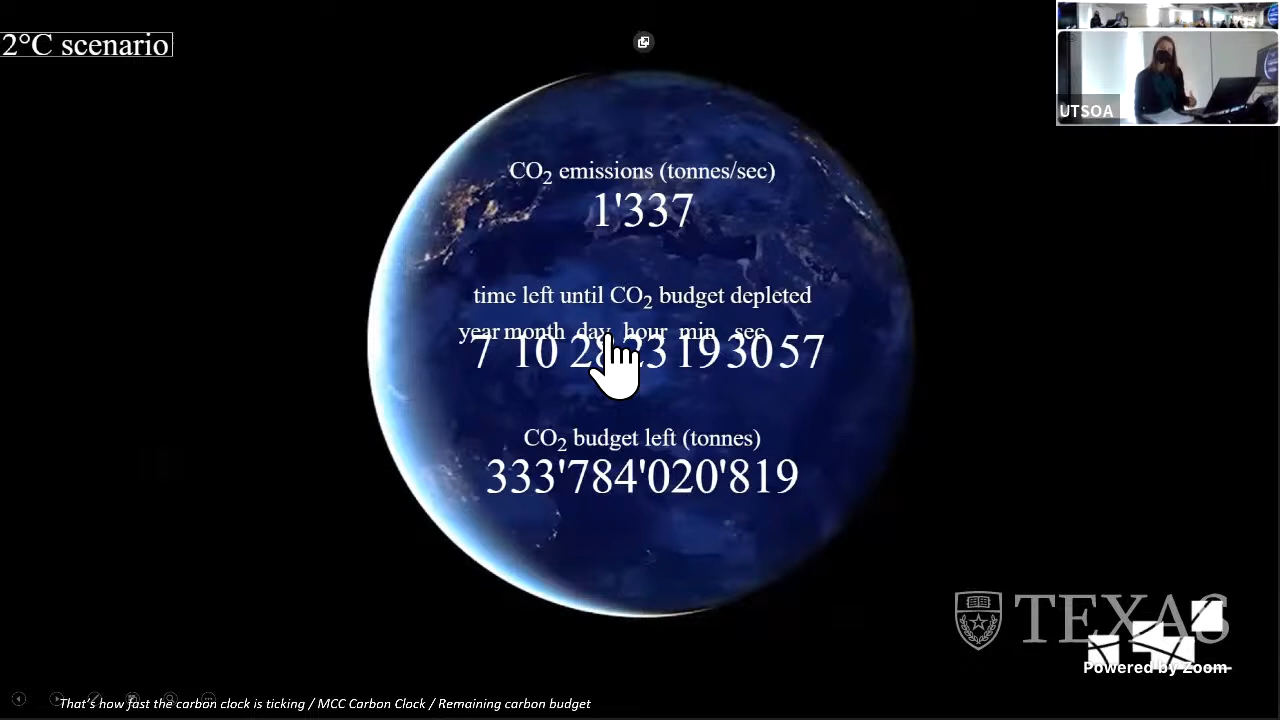 2°C scenario
UTSOA
CO2 emissions (tonnes/sec)
1'337
time left until CO2 budget depleted
year month day hour min sec
7 10 28 23 19 30 57
CO2 budget left (tonnes)
333'784'020'819
TEXAS
Powered by Zoom
That's how fast the carbon clock is ticking / MCC Carbon Clock / Remaining carbon budget